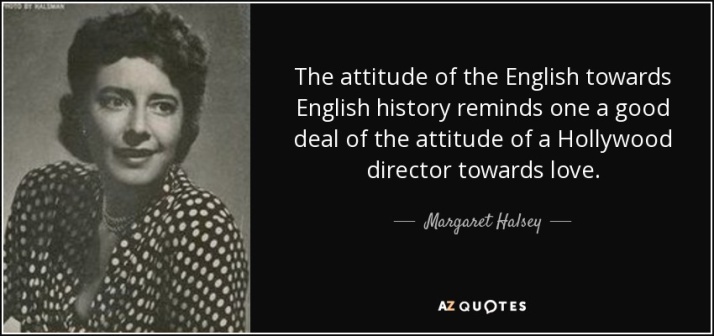 PHOTO BY HALSMAN
The attitude of the English towards
English history reminds one a good
deal of the attitude of a Hollywood
director towards love.
Margaret Halsey
AZ QUOTES